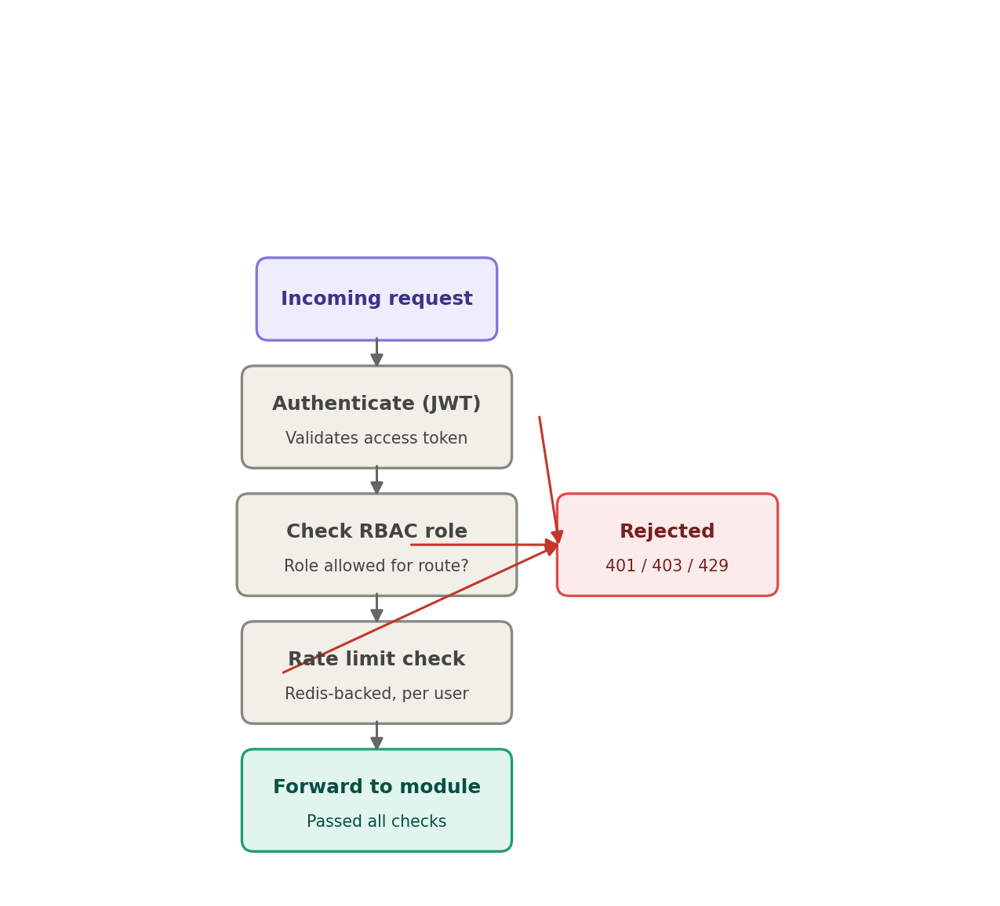 Incoming request
Authenticate (JWT)
Validates access token
Check RBAC role
Role allowed for route?
Rejected
401 / 403 / 429
Rate limit check
Redis-backed, per user
Forward to module
Passed all checks